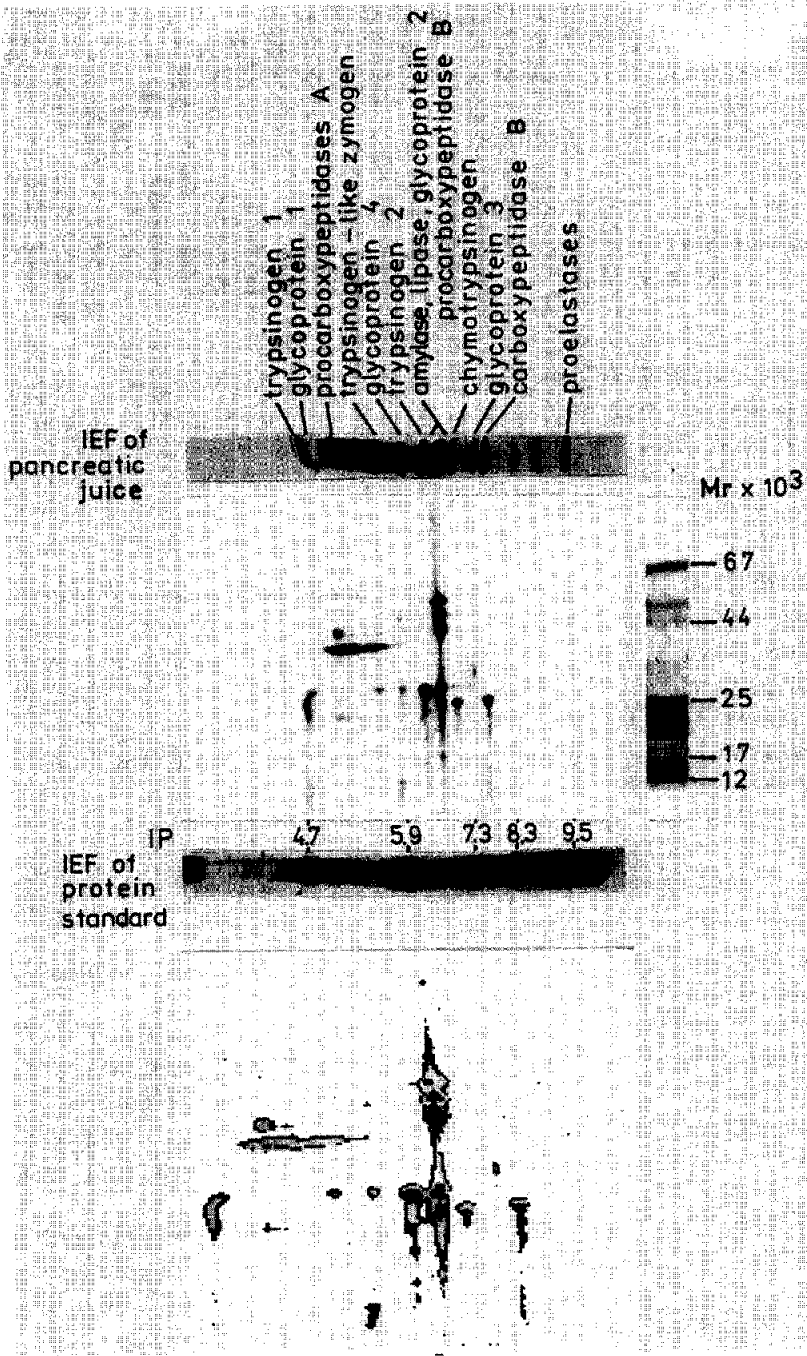 trypsinogen 1
glycoprotein 1
procarboxypeptidases A
trypsinogen-like zymogen
glycoprotein 4
trypsinogen 2
amylase, lipase, glycoprotein 2
procarboxypeptidase B
chymotrypsinogen
glycoprotein 3
carboxypeptidase B
proelastases
IEF of
pancreatic
juice
Mr x 10³
67
44
25
17
12
IP 4,7 5,9 7,3 8,3 9,5
IEF of
protein
standard